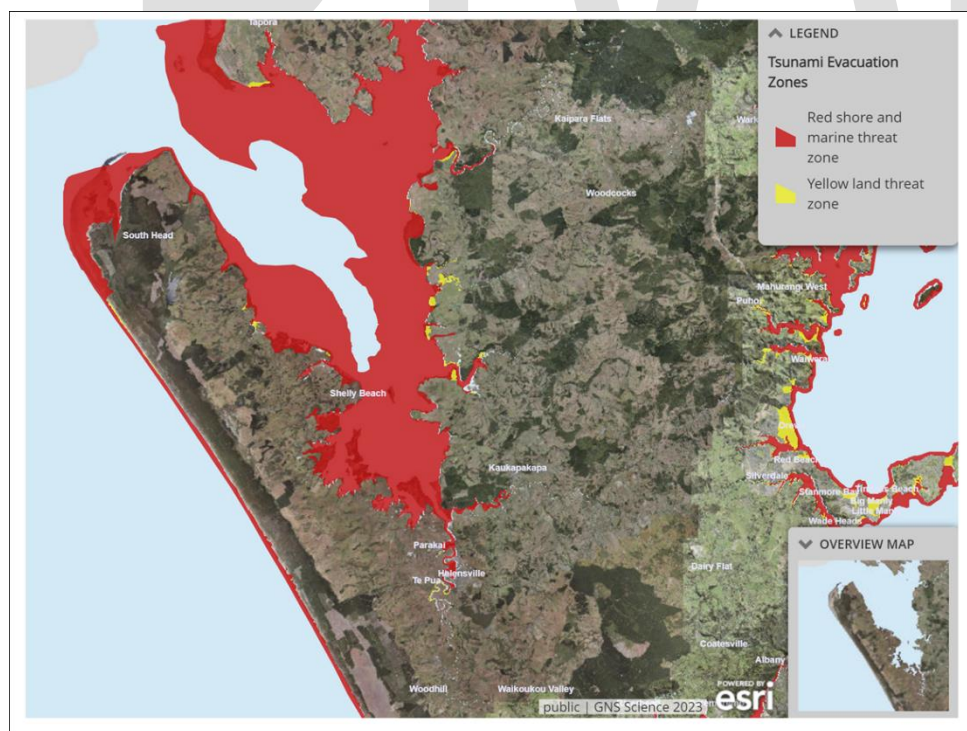 Tapora
LEGEND
Tsunami Evacuation
Zones
Red shore and
marine threat
zone
Yellow land threat
zone
Kaipara Flats
Woodcocks
South Head
Mahurangi West
Puhoi
Shelly Beach
Red Beach
Kaukapakapa
Silverdale
Stanmore Bay
Big Manly
Wade Heads
Parakai
Helensville
Te Pua
Dairy Flat
OVERVIEW MAP
Coatesville
Albany
Woodhill
Waikoukou Valley
POWERED BY
esri
public | GNS Science 2023